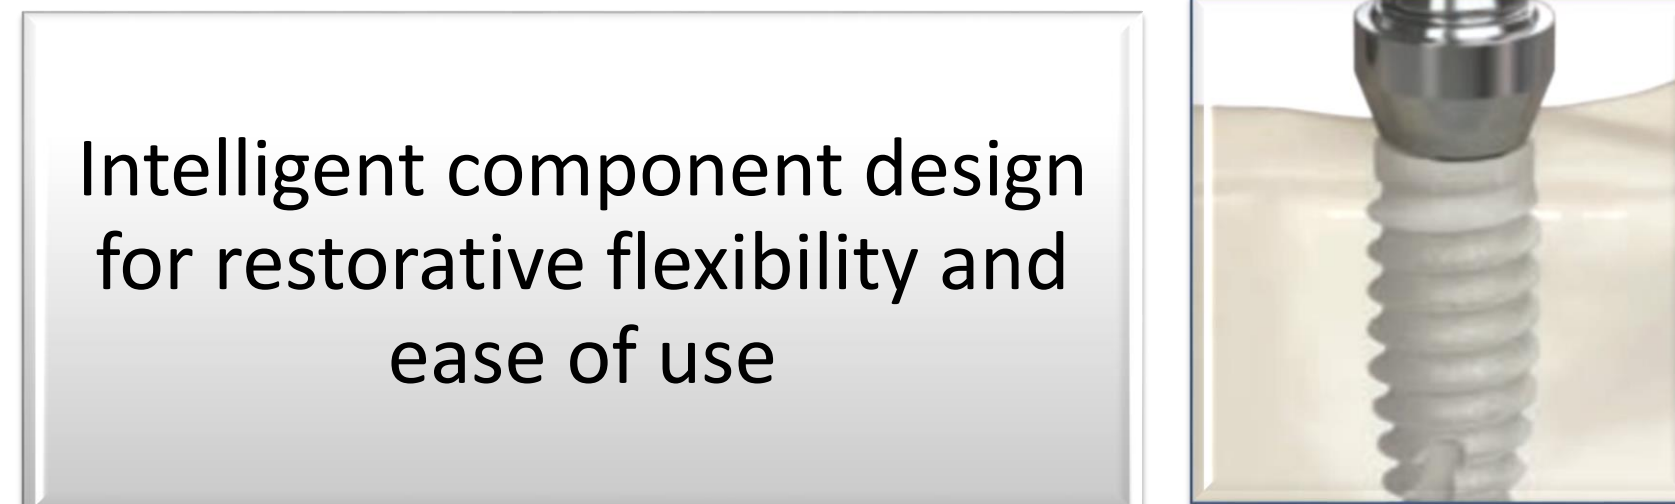 Intelligent component design
for restorative flexibility and
ease of use